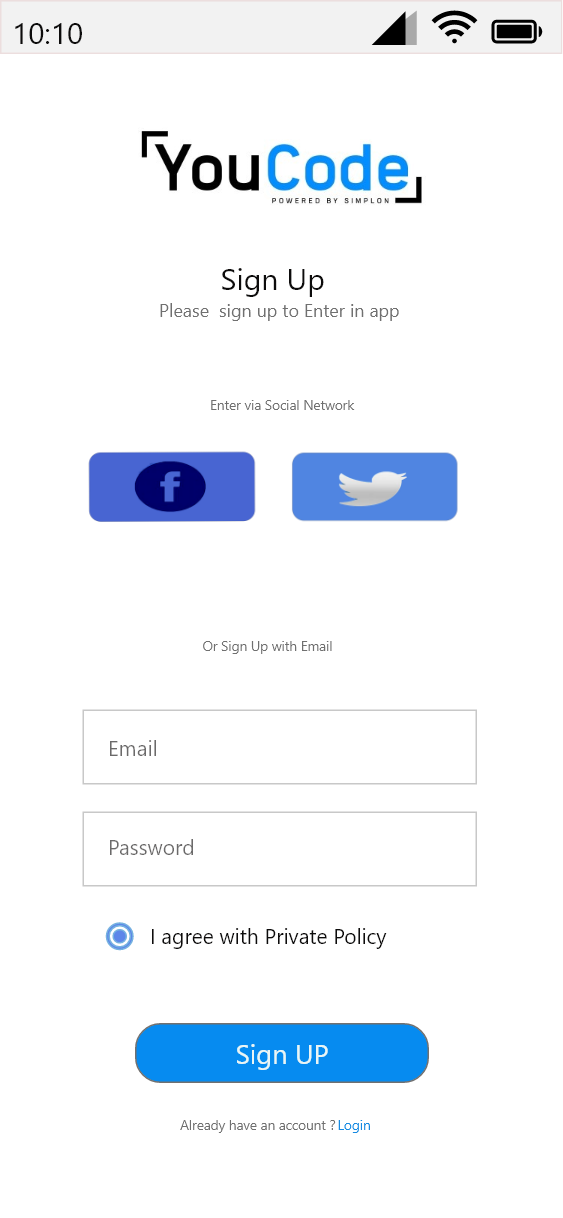 10:10
YouCode
POWERED BY SIMPLON
Sign Up
Please  sign up to Enter in app
Enter via Social Network
f
Or Sign Up with Email
Email
Password
I agree with Private Policy
Sign UP
Already have an account ? Login